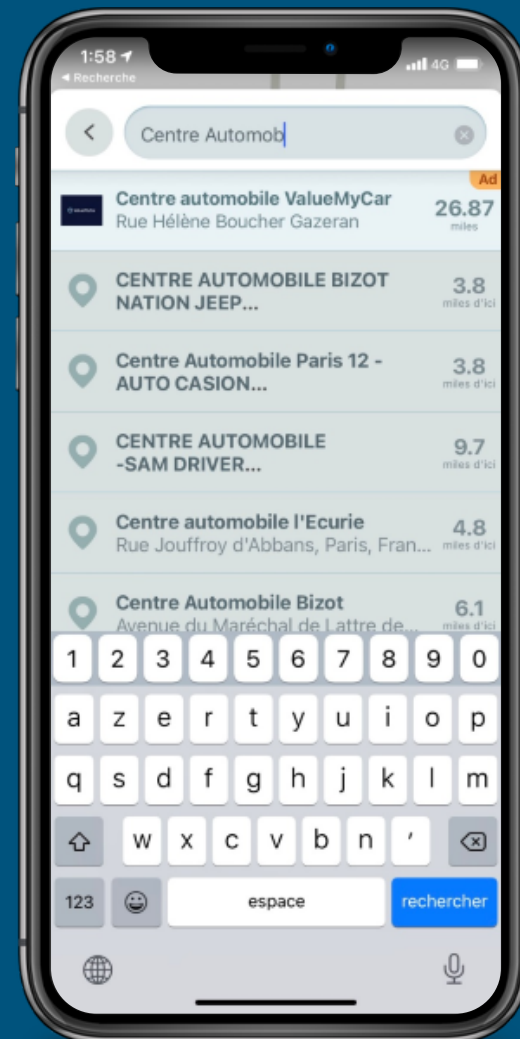 1:58
4G
Recherche
Centre Automob
Ad
Centre automobile ValueMyCar
Rue Hélène Boucher Gazeran
26.87
miles
CENTRE AUTOMOBILE BIZOT
NATION JEEP...
3.8
miles d'ici
Centre Automobile Paris 12 -
AUTO CASION...
3.8
miles d'ici
CENTRE AUTOMOBILE
-SAM DRIVER...
9.7
miles d'ici
Centre automobile l'Ecurie
Rue Jouffroy d'Abbans, Paris, Fran...
4.8
miles d'ici
Centre Automobile Bizot
Avenue du Maréchal de Lattre de...
6.1
miles d'ici
1 2 3 4 5 6 7 8 9 0
a z e r t y u i o p
q s d f g h j k l m
w x c v b n '
123 espace rechercher